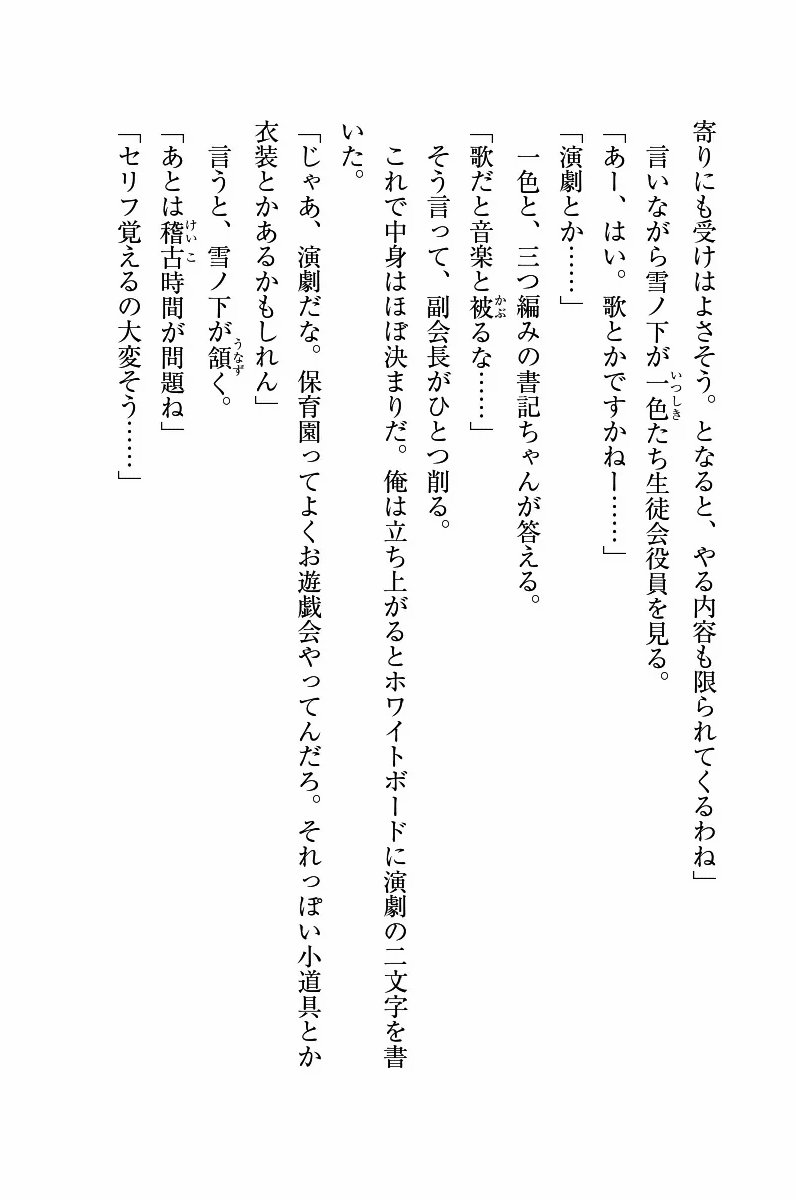 寄りにも受けはよさそう。となると、やる内容も限られてくるわね」
言いながら雪ノ下が一色たち生徒会役員を見る。
「あー、はい。歌とかですかねー……」
「演劇とか……」
一色と、三つ編みの書記ちゃんが答える。
「歌だと音楽と被るな……」
そう言って、副会長がひとつ削る。
これで中身はほぼ決まりだ。俺は立ち上がるとホワイトボードに演劇の二文字を書
いた。
「じゃあ、演劇だな。保育園ってよくお遊戯会やってんだろ。それっぽい小道具とか
衣装とかあるかもしれん」
言うと、雪ノ下が頷く。
「あとは稽古時間が問題ね」
「セリフ覚えるの大変そう……」